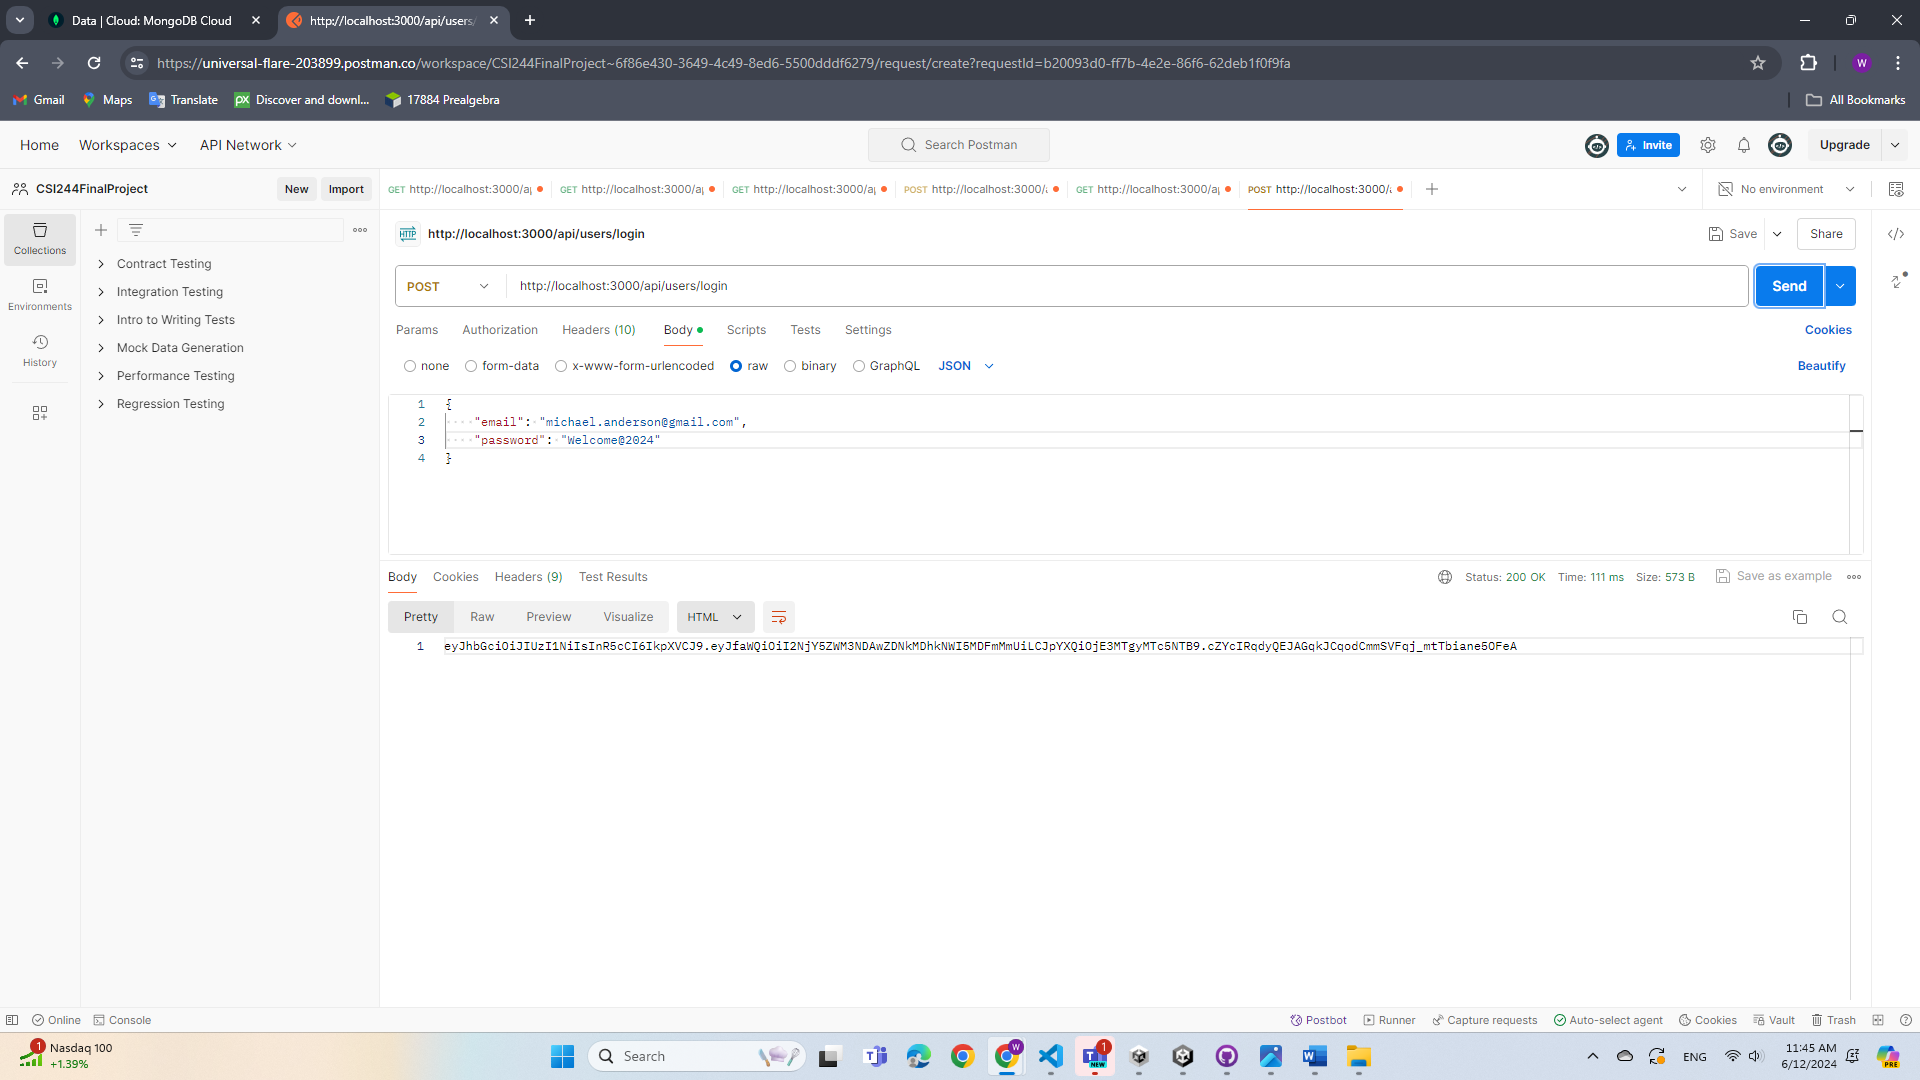 Data | Cloud: MongoDB Cloud
http://localhost:3000/api/users/
https://universal-flare-203899.postman.co/workspace/CSI244FinalProject~6f86e430-3649-4c49-8ed6-5500dddf6279/request/create?requestId=b20093d0-ff7b-4e2e-86f6-62deb1f0f9fa
W
Gmail
Maps
Translate
Discover and downl...
17884 Prealgebra
All Bookmarks
Home
Workspaces
API Network
Search Postman
Invite
Upgrade
CSI244FinalProject
New
Import
GET http://localhost:3000/a
GET http://localhost:3000/a
GET http://localhost:3000/a
POST http://localhost:3000/
GET http://localhost:3000/a
POST http://localhost:3000/
No environment
Collections
Environments
History
Contract Testing
Integration Testing
Intro to Writing Tests
Mock Data Generation
Performance Testing
Regression Testing
HTTP http://localhost:3000/api/users/login
Save
Share
POST
http://localhost:3000/api/users/login
Send
Params
Authorization
Headers (10)
Body
Scripts
Tests
Settings
Cookies
none
form-data
x-www-form-urlencoded
raw
binary
GraphQL
JSON
Beautify
1 {
2 "email": "michael.anderson@gmail.com",
3 "password": "Welcome@2024"
4 }
Body
Cookies
Headers (9)
Test Results
Status: 200 OK
Time: 111 ms
Size: 573 B
Save as example
Pretty
Raw
Preview
Visualize
HTML
1 eyJhbGciOiJIUzI1NiIsInR5cCI6IkpXVCJ9.eyJfaWQiOiI2NjY5ZWM3NDAwZDNkMDhkNWI5MDFmMmUiLCJpYXQiOjE3MTgyMTc5NTB9.cZYcIRqdyQEJAGqkJCqodCmmSVFqj_mtTbiane5OFeA
Online
Console
Postbot
Runner
Capture requests
Auto-select agent
Cookies
Vault
Trash
1
Nasdaq 100
+1.39%
Search
W
1
NEW
ENG
11:45 AM
6/12/2024
PRE